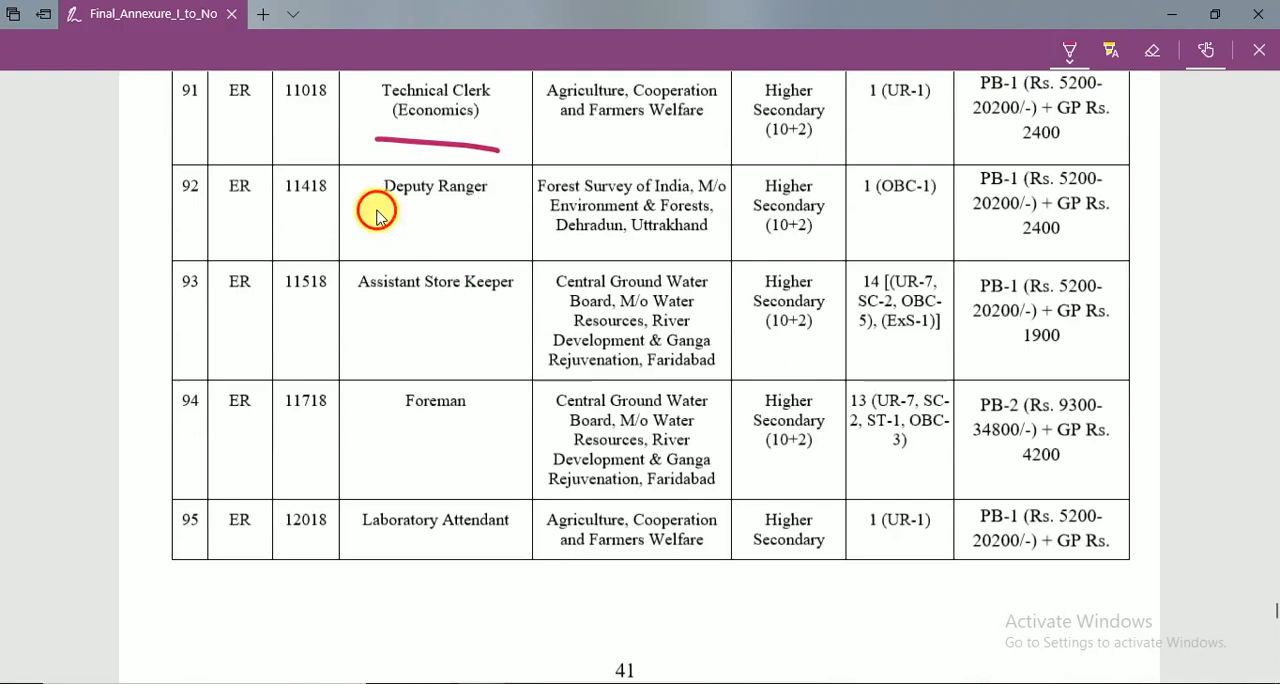 Final_Annexure_I_to_No
91 ER 11018 Technical Clerk Agriculture, Cooperation Higher 1 (UR-1) PB-1 (Rs. 5200-
(Economics) and Farmers Welfare Secondary 20200/-) + GP Rs.
(10+2) 2400
92 ER 11418 Deputy Ranger Forest Survey of India, M/o Higher 1 (OBC-1) PB-1 (Rs. 5200-
Environment & Forests, Secondary 20200/-) + GP Rs.
Dehradun, Uttrakhand (10+2) 2400
93 ER 11518 Assistant Store Keeper Central Ground Water Higher 14 [(UR-7, PB-1 (Rs. 5200-
Board, M/o Water Secondary SC-2, OBC- 20200/-) + GP Rs.
Resources, River (10+2) 5), (ExS-1)] 1900
Development & Ganga
Rejuvenation, Faridabad
94 ER 11718 Foreman Central Ground Water Higher 13 (UR-7, SC- PB-2 (Rs. 9300-
Board, M/o Water Secondary 2, ST-1, OBC- 34800/-) + GP Rs.
Resources, River (10+2) 3) 4200
Development & Ganga
Rejuvenation, Faridabad
95 ER 12018 Laboratory Attendant Agriculture, Cooperation Higher 1 (UR-1) PB-1 (Rs. 5200-
and Farmers Welfare Secondary 20200/-) + GP Rs.
Activate Windows
Go to Settings to activate Windows.
41